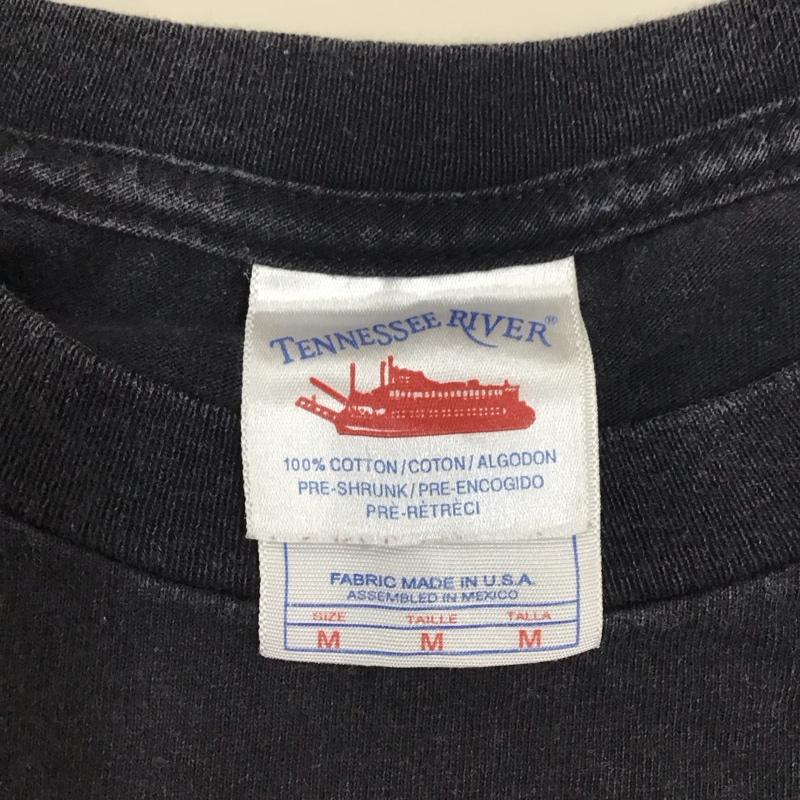 TENNESSEE RIVER®
100% COTTON/COTON/ALGODON
PRE-SHRUNK/PRE-ENCOGIDO
PRÉ-RÉTRÉCI
FABRIC MADE IN U.S.A.
ASSEMBLED IN MEXICO
SIZE TAILLE TALLA
M M M